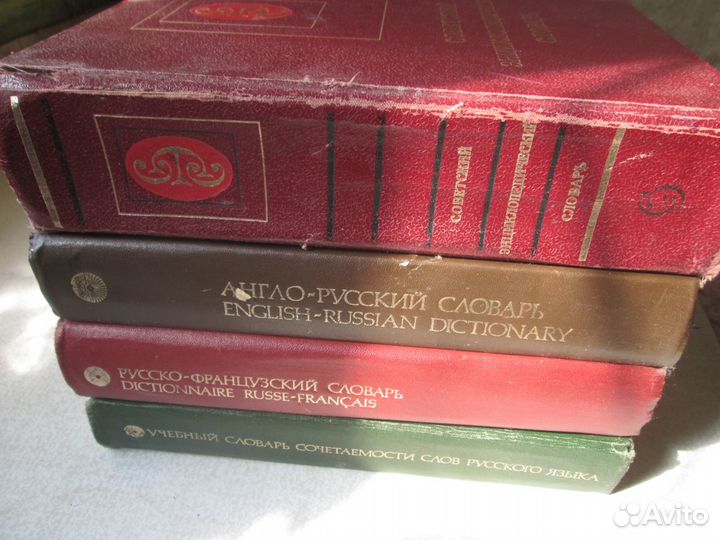 СОВЕТСКИЙ
ЭНЦИКЛОПЕДИЧЕСКИЙ
СЛОВАРЬ
АНГЛО-РУССКИЙ СЛОВАРЬ
ENGLISH-RUSSIAN DICTIONARY
РУССКО-ФРАНЦУЗСКИЙ СЛОВАРЬ
DICTIONNAIRE RUSSE-FRANÇAIS
УЧЕБНЫЙ СЛОВАРЬ СОЧЕТАЕМОСТИ СЛОВ РУССКОГО ЯЗЫКА
Avito